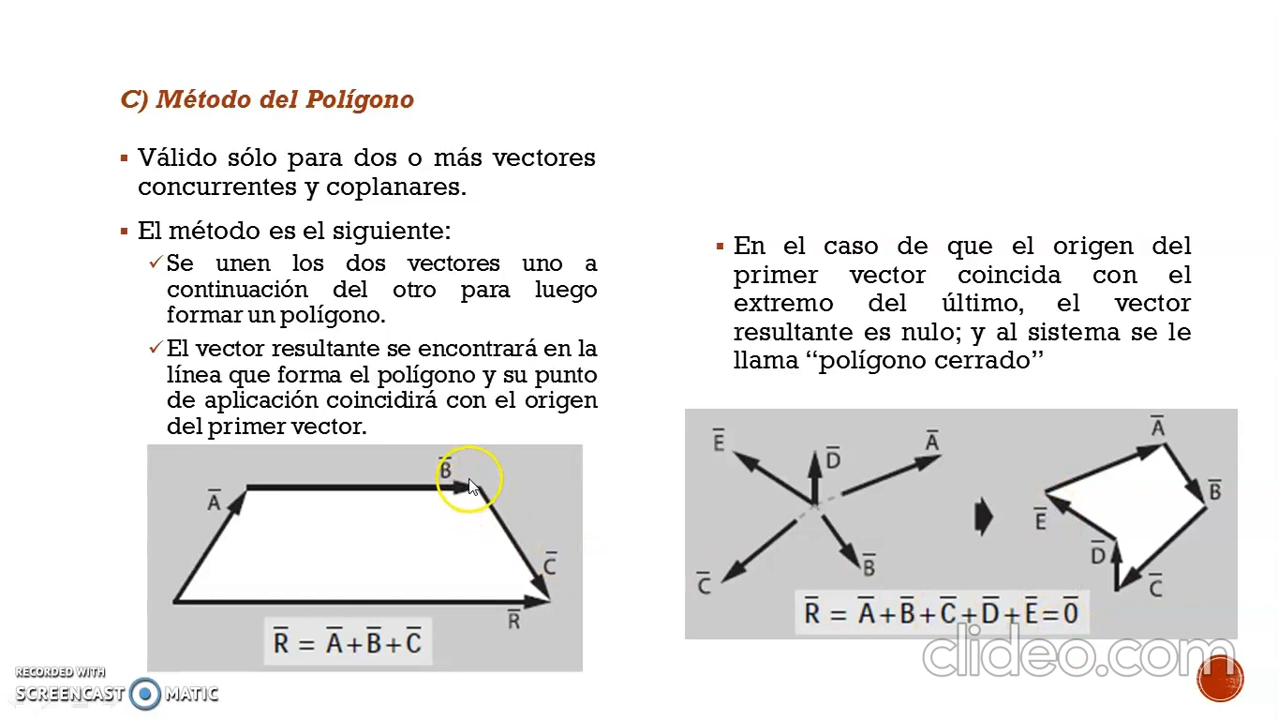 C) Método del Polígono
▪ Válido sólo para dos o más vectores
concurrentes y coplanares.
▪ El método es el siguiente:
✓Se unen los dos vectores uno a
continuación del otro para luego
formar un polígono.
✓El vector resultante se encontrará en la
línea que forma el polígono y su punto
de aplicación coincidirá con el origen
del primer vector.
A̅
B̅
C̅
R̅
R̅ = A̅+B̅+C̅
▪ En el caso de que el origen del
primer vector coincida con el
extremo del último, el vector
resultante es nulo; y al sistema se le
llama “polígono cerrado”
E̅
D̅
A̅
C̅
B̅
A̅
B̅
E̅
D̅
C̅
R̅ = A̅+B̅+C̅+D̅+E̅=0̅
clideo.com
RECORDED WITH
SCREENCAST MATIC